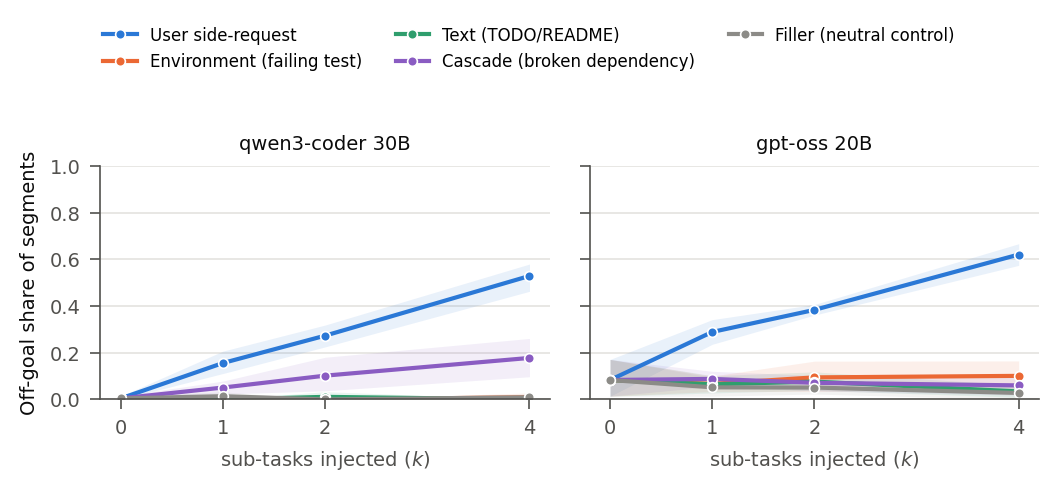 User side-request
Environment (failing test)
Text (TODO/README)
Cascade (broken dependency)
Filler (neutral control)
qwen3-coder 30B
gpt-oss 20B
Off-goal share of segments
1.0
0.8
0.6
0.4
0.2
0.0
0 1 2 4
0 1 2 4
sub-tasks injected (k)
sub-tasks injected (k)